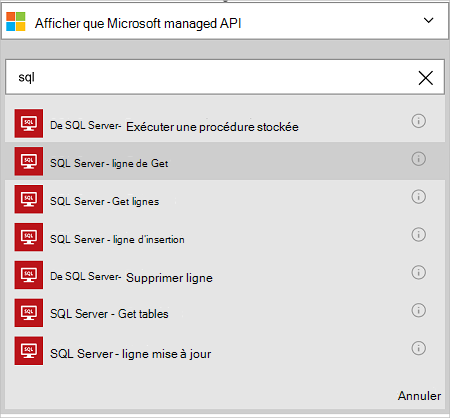 Afficher que Microsoft managed API
sql
De SQL Server- Exécuter une procédure stockée
SQL Server - ligne de Get
SQL Server - Get lignes
SQL Server - ligne d'insertion
De SQL Server- Supprimer ligne
SQL Server - Get tables
SQL Server - ligne mise à jour
Annuler